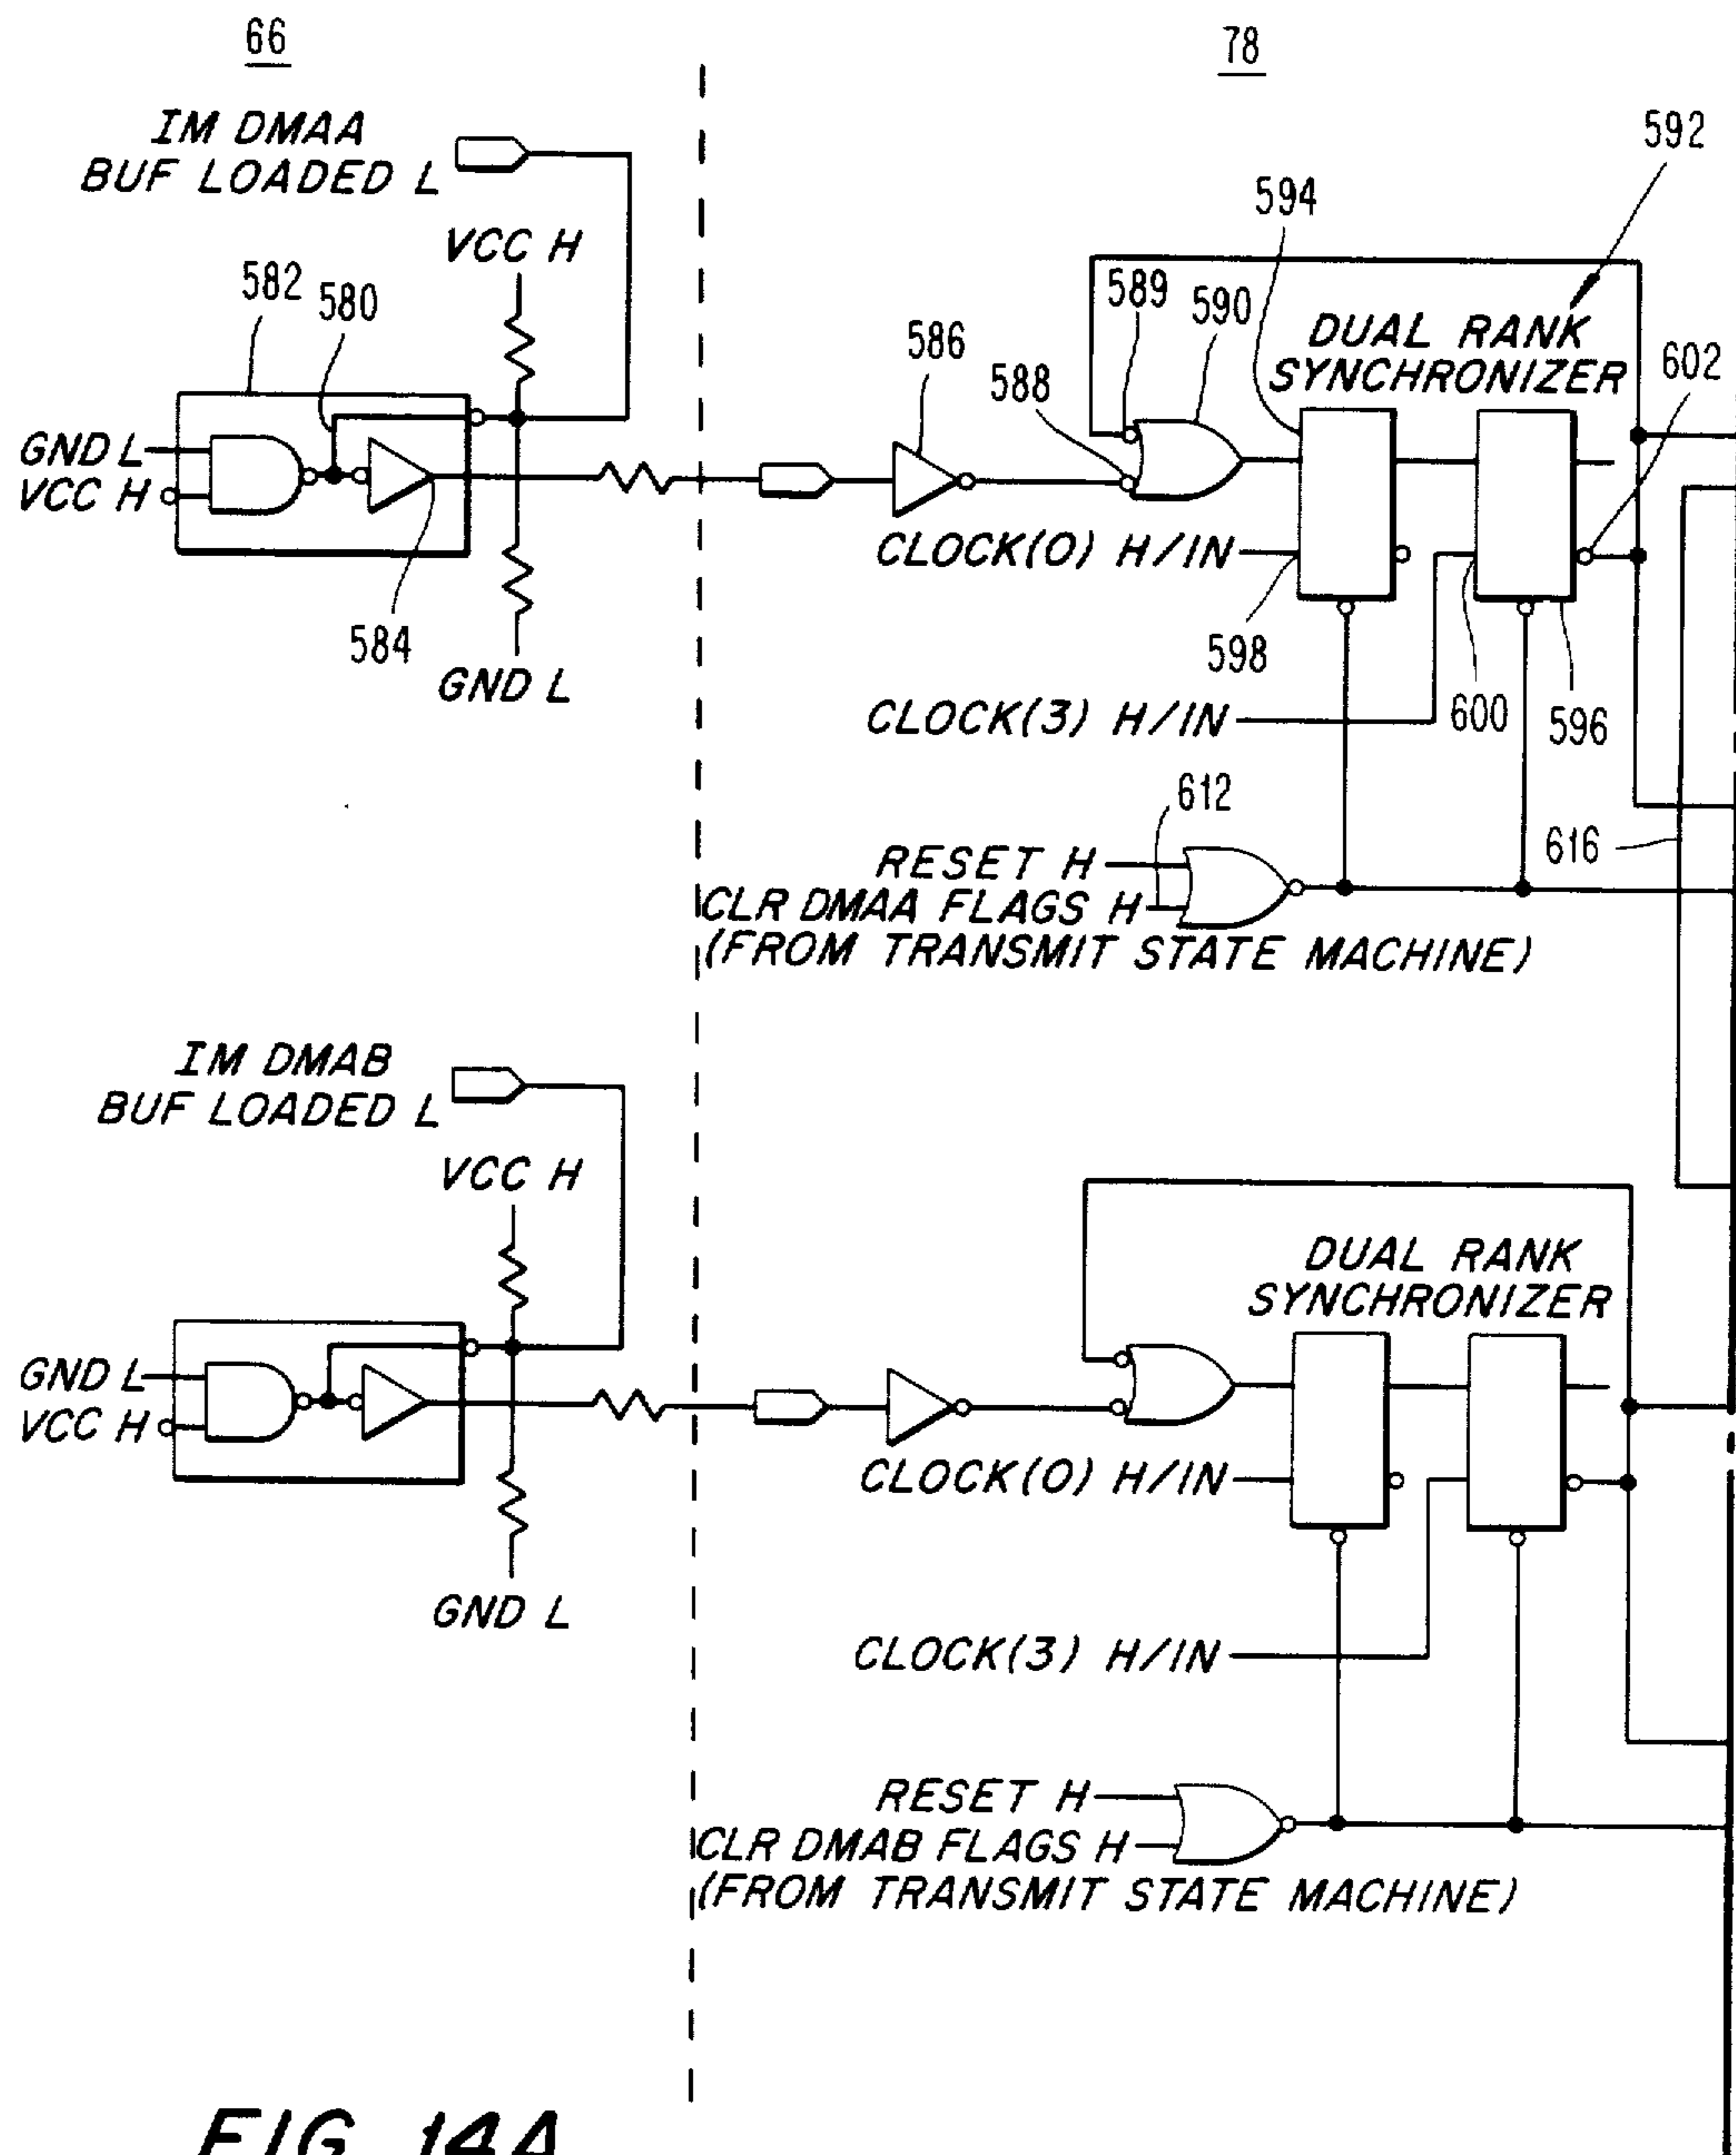 66
78
IM DMAA
BUF LOADED L
592
594
VCC H
582
580
589
590
DUAL RANK
SYNCHRONIZER
586
588
602
GND L
VCC H
CLOCK(0) H/IN
584
598
GND L
CLOCK(3) H/IN
600
596
612
616
RESET H
CLR DMAA FLAGS H
(FROM TRANSMIT STATE MACHINE)
IM DMAB
BUF LOADED L
VCC H
DUAL RANK
SYNCHRONIZER
GND L
VCC H
CLOCK(0) H/IN
GND L
CLOCK(3) H/IN
RESET H
CLR DMAB FLAGS H
(FROM TRANSMIT STATE MACHINE)
FIG. 14A